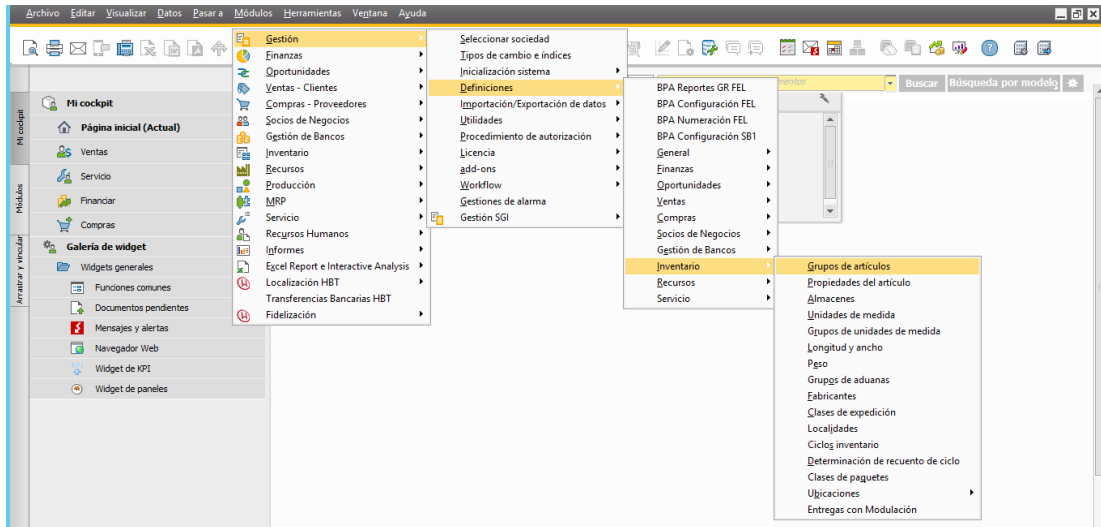 Archivo Editar Visualizar Datos Pasar a Módulos Herramientas Ventana Ayuda
Buscar Búsqueda por modelo
Mi cockpit
Módulos
Arrastrar y vincular
Mi cockpit
Página inicial (Actual)
Ventas
Servicio
Financiar
Compras
Galería de widget
Widgets generales
Funciones comunes
Documentos pendientes
Mensajes y alertas
Navegador Web
Widget de KPI
Widget de paneles
Gestión
Finanzas
Oportunidades
Ventas - Clientes
Compras - Proveedores
Socios de Negocios
Gestión de Bancos
Inventario
Recursos
Producción
MRP
Servicio
Recursos Humanos
Informes
Excel Report e Interactive Analysis
Localización HBT
Transferencias Bancarias HBT
Fidelización
Seleccionar sociedad
Tipos de cambio e índices
Inicialización sistema
Definiciones
Importación/Exportación de datos
Utilidades
Procedimiento de autorización
Licencia
add-ons
Workflow
Gestiones de alarma
Gestión SGI
BPA Reportes GR FEL
BPA Configuración FEL
BPA Numeración FEL
BPA Configuración SB1
General
Finanzas
Oportunidades
Ventas
Compras
Socios de Negocios
Gestión de Bancos
Inventario
Recursos
Servicio
Grupos de artículos
Propiedades del artículo
Almacenes
Unidades de medida
Grupos de unidades de medida
Longitud y ancho
Peso
Grupos de aduanas
Fabricantes
Clases de expedición
Localidades
Ciclos inventario
Determinación de recuento de ciclo
Clases de paquetes
Ubicaciones
Entregas con Modulación